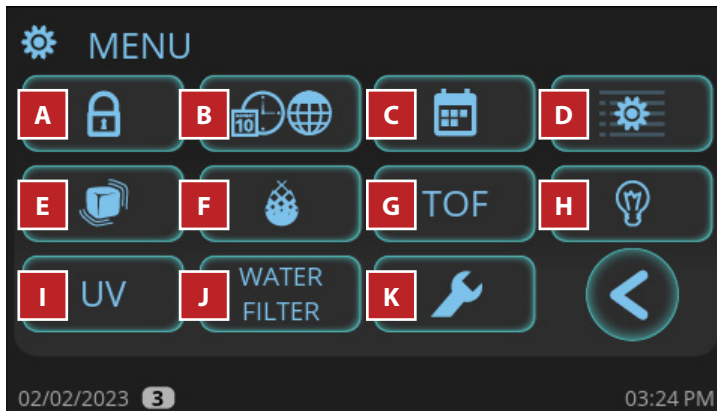 MENU
A
B 10
C
D
E
F
G TOF
H
I UV
J WATER
FILTER
K
02/02/2023 3 03:24 PM